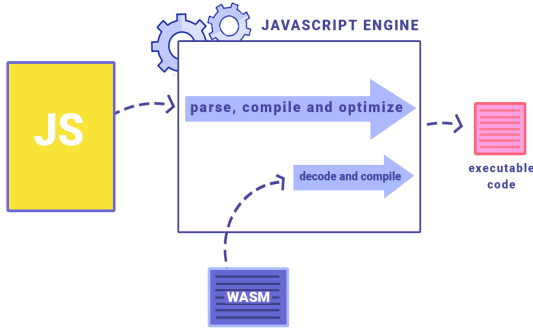 JAVASCRIPT ENGINE
JS
parse, compile and optimize
decode and compile
executable
code
WASM